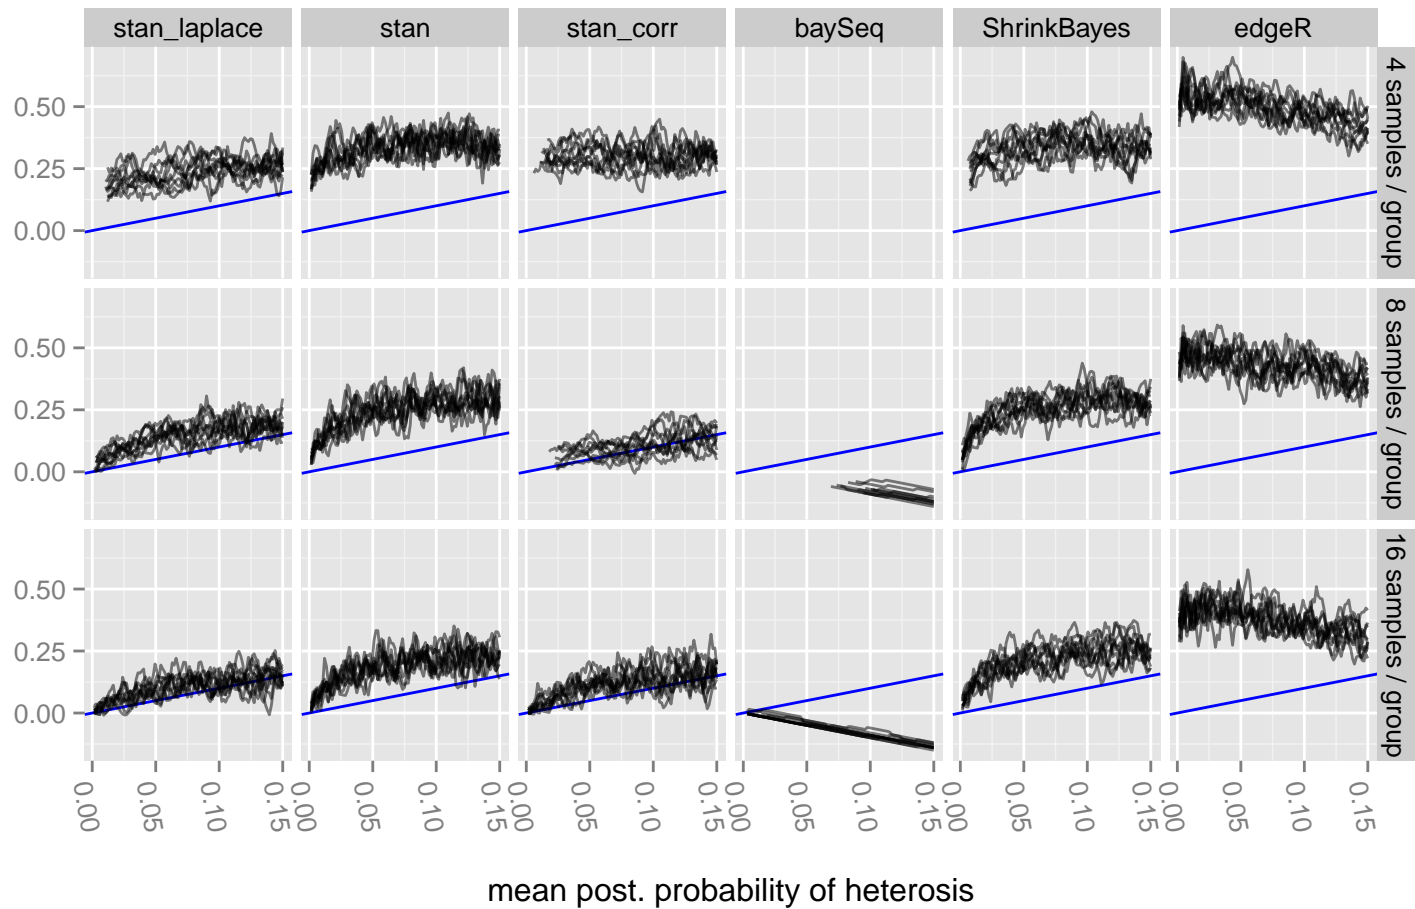 stan_laplace stan stan_corr baySeq ShrinkBayes edgeR
0.50
0.25
0.00
4 samples / group
0.50
0.25
0.00
8 samples / group
0.50
0.25
0.00
16 samples / group
0.00 0.05 0.10 0.15 0.00 0.05 0.10 0.15 0.00 0.05 0.10 0.15 0.00 0.05 0.10 0.15 0.00 0.05 0.10 0.15 0.00 0.05 0.10 0.15
mean post. probability of heterosis